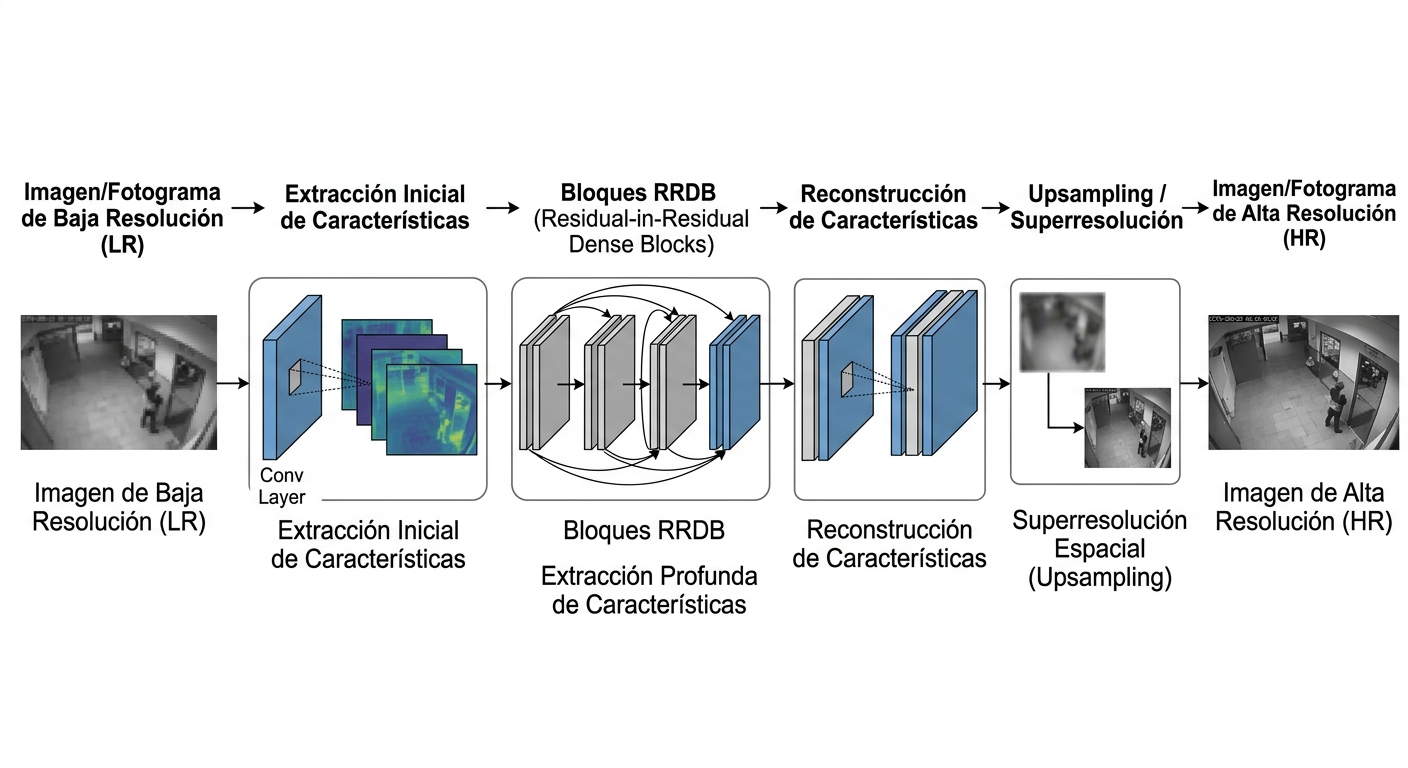 Imagen/Fotograma
de Baja Resolución
(LR)
Extracción Inicial
de Características
Bloques RRDB
(Residual-in-Residual
Dense Blocks)
Reconstrucción
de Características
Upsampling /
Superresolución
Imagen/Fotograma
de Alta Resolución
(HR)
Conv
Layer
Imagen de Baja
Resolución (LR)
Extracción Inicial
de Características
Bloques RRDB
Extracción Profunda
de Características
Reconstrucción
de Características
Superresolución
Espacial
(Upsampling)
Imagen de Alta
Resolución (HR)